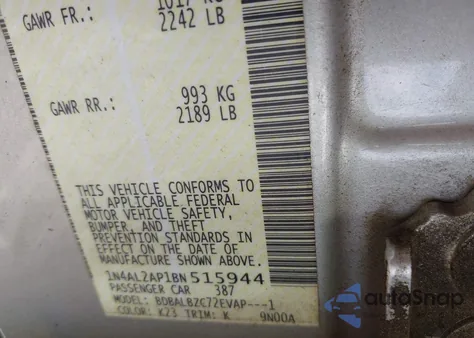 GAWR FR.: 1017 KG
2242 LB
GAWR RR.: 993 KG
2189 LB
THIS VEHICLE CONFORMS TO
ALL APPLICABLE FEDERAL
MOTOR VEHICLE SAFETY,
BUMPER, AND THEFT
PREVENTION STANDARDS IN
EFFECT ON THE DATE OF
MANUFACTURE SHOWN ABOVE.
1N4AL2AP1BN515944
PASSENGER CAR 387
MODEL: BDBALBZC72EVAP---1
COLOR: K23 TRIM: K 9N00A
autoSnap